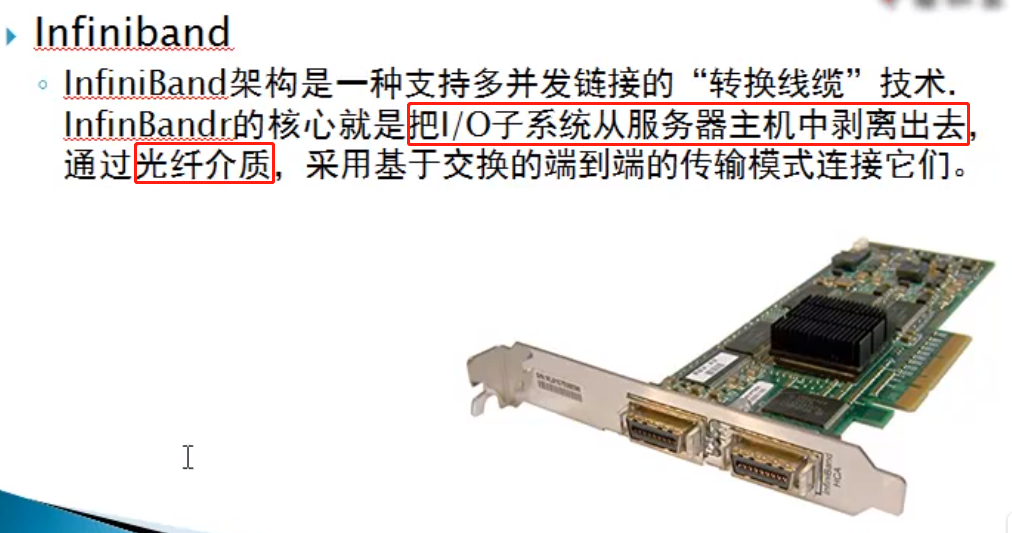 Infiniband
InfiniBand架构是一种支持多并发链接的“转换线缆”技术.
InfinBandr的核心就是把I/O子系统从服务器主机中剥离出去,
通过光纤介质，采用基于交换的端到端的传输模式连接它们。
InfiniBand
HCA